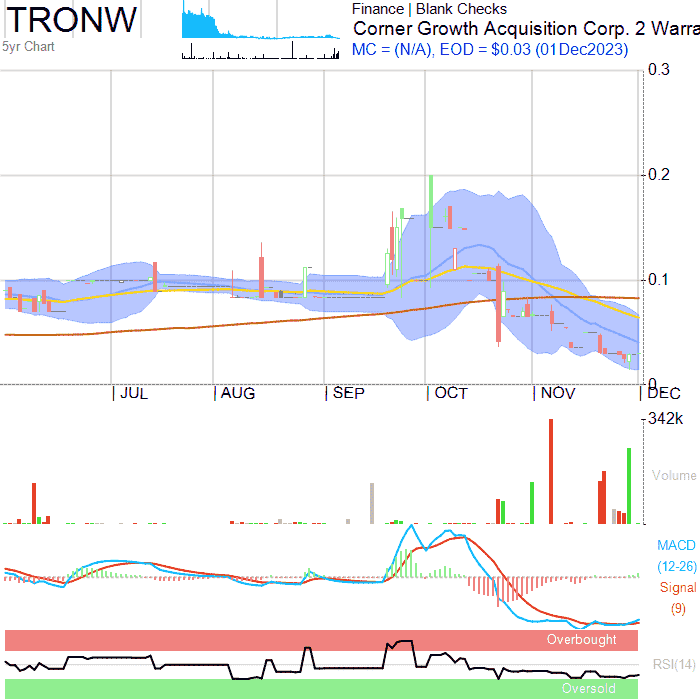 TRONW
5yr Chart
Finance | Blank Checks
Corner Growth Acquisition Corp. 2 Warra
MC = (N/A), EOD = $0.03 (01Dec2023)
0.3
0.2
0.1
0
JUL AUG SEP OCT NOV DEC
342k
Volume
MACD
(12-26)
Signal
(9)
Overbought
RSI(14)
Oversold